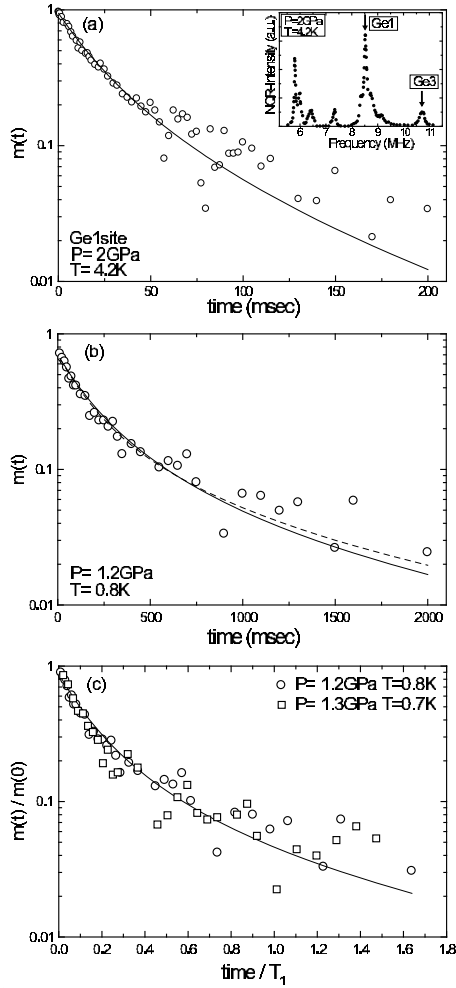 1
(a)
P=2GPa
T=4.2K
Ge1
Ge3
NQR-Intensity (a.u.)
6 7 8 9 10 11
Frequency (MHz)
m(t)
0.1
Ge1site
P= 2GPa
T= 4.2K
0.01
0 50 100 150 200
time (msec)
1
(b)
m(t)
0.1
P= 1.2GPa
T= 0.8K
0.01
0 500 1000 1500 2000
time (msec)
1
(c)
P= 1.2GPa T=0.8K
P= 1.3GPa T=0.7K
m(t) / m(0)
0.1
0.01
0.0 0.2 0.4 0.6 0.8 1.0 1.2 1.4 1.6 1.8
time / T1